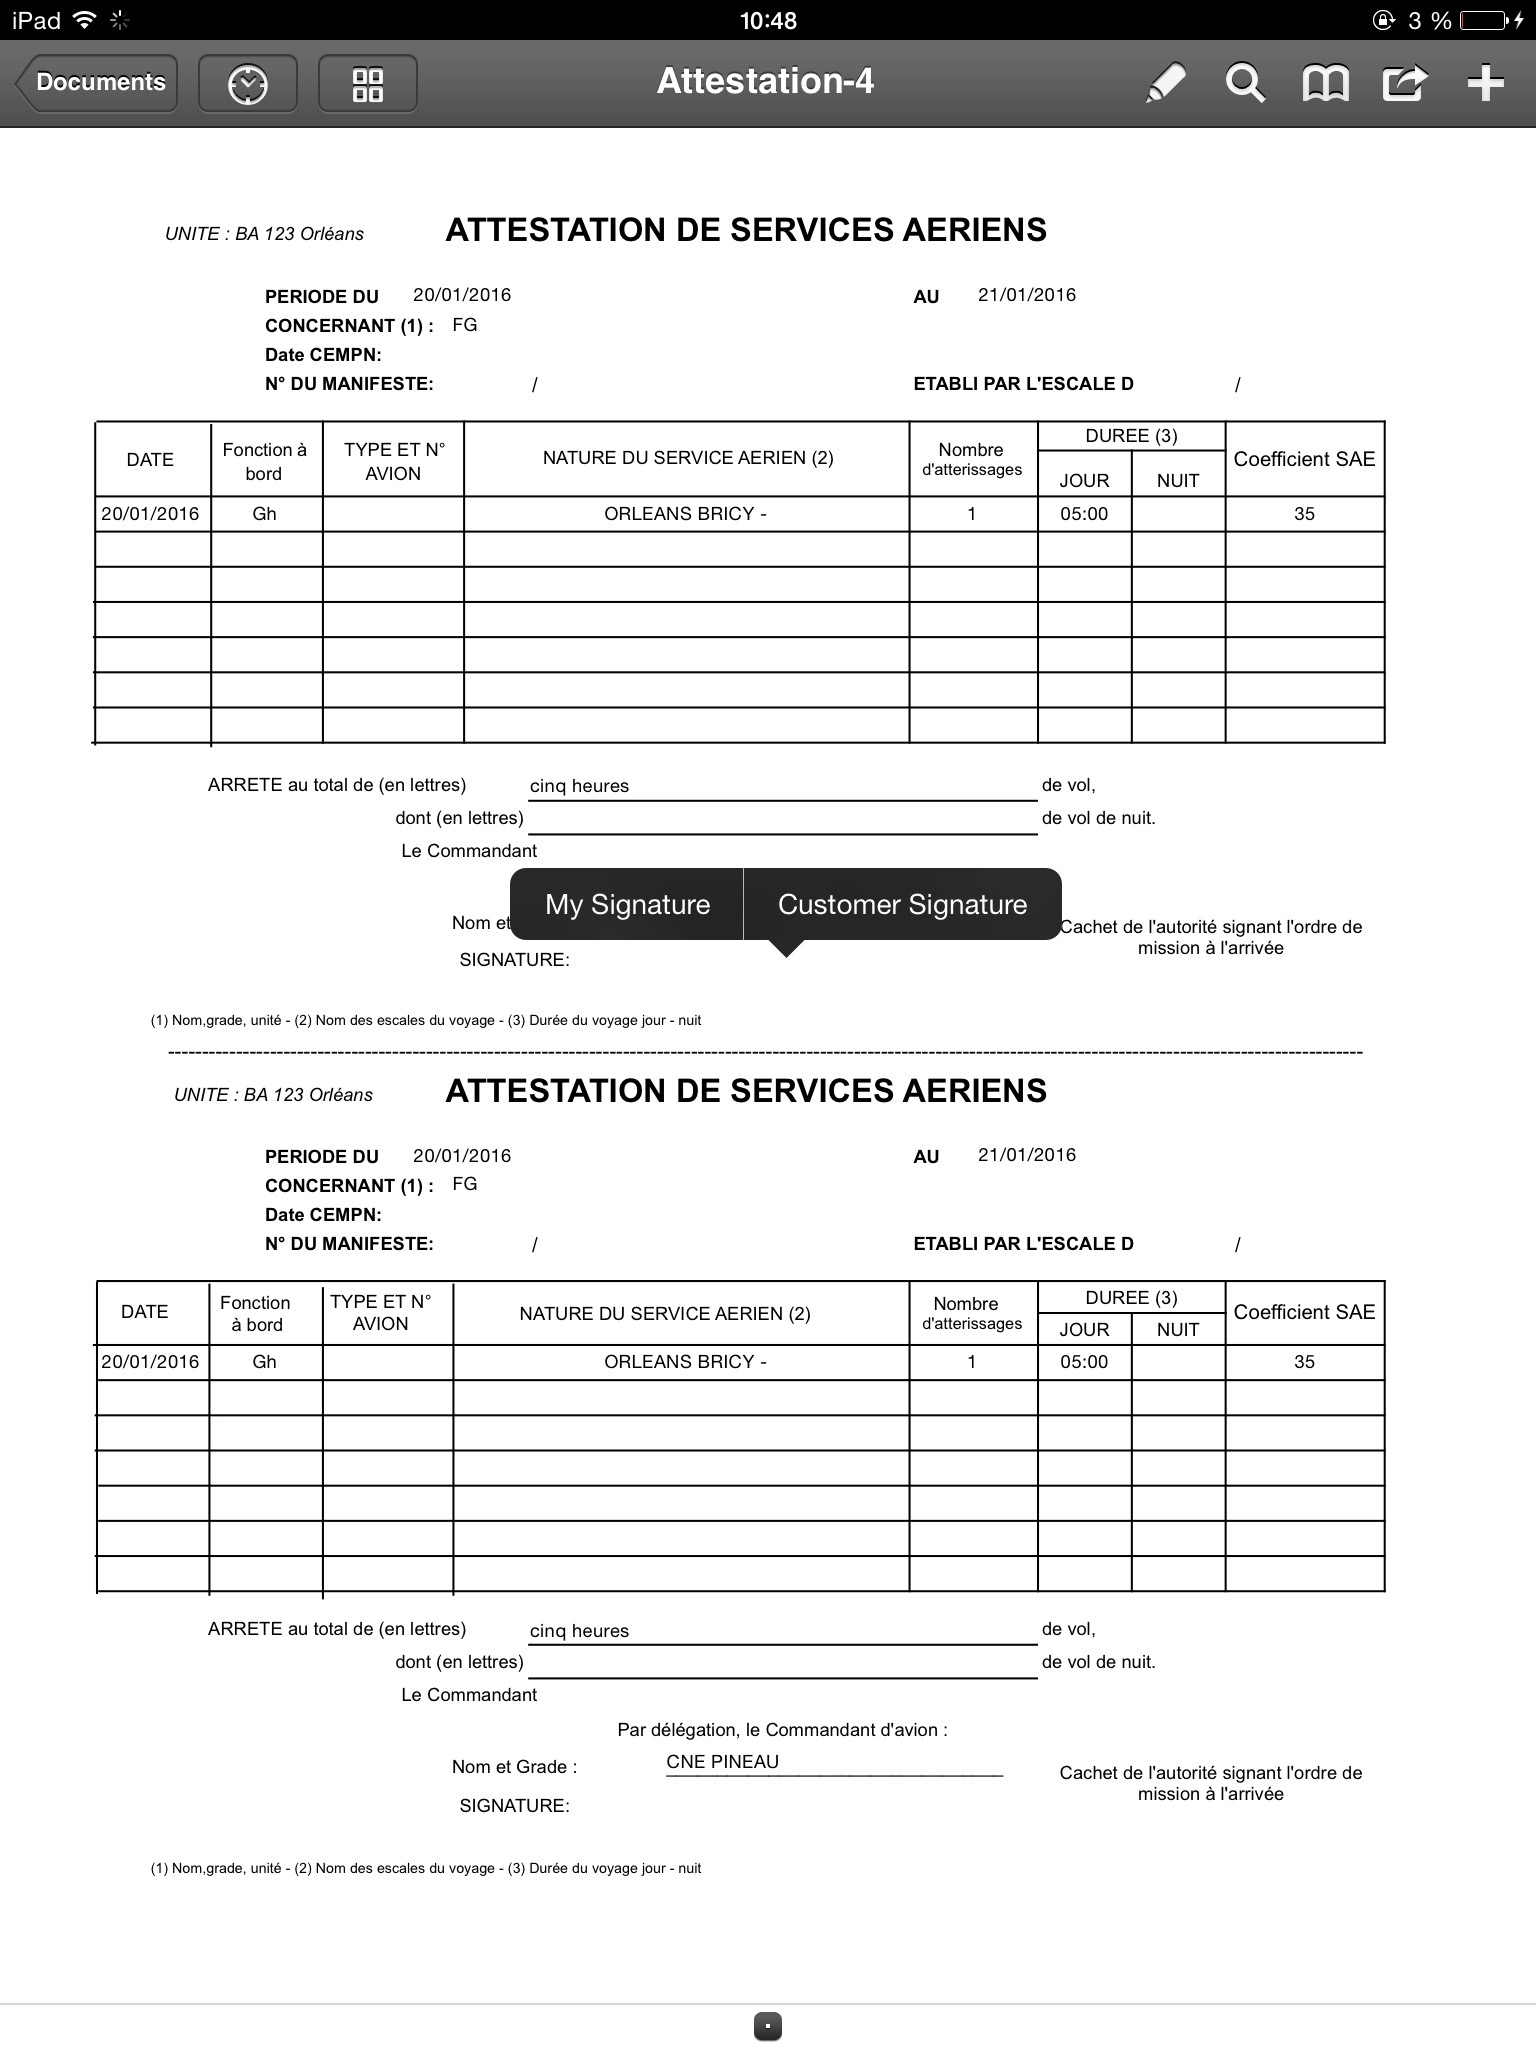 iPad 10:48 3 %
Documents Attestation-4
UNITE : BA 123 Orléans ATTESTATION DE SERVICES AERIENS
PERIODE DU 20/01/2016 AU 21/01/2016
CONCERNANT (1) : FG
Date CEMPN:
N° DU MANIFESTE: / ETABLI PAR L'ESCALE D /
DATE Fonction à bord TYPE ET N° AVION NATURE DU SERVICE AERIEN (2) Nombre d'atterissages DUREE (3) JOUR NUIT Coefficient SAE
20/01/2016 Gh ORLEANS BRICY - 1 05:00 35
ARRETE au total de (en lettres) cinq heures de vol,
dont (en lettres) de vol de nuit.
Le Commandant
My Signature Customer Signature
Nom et
Cachet de l'autorité signant l'ordre de
mission à l'arrivée
SIGNATURE:
(1) Nom,grade, unité - (2) Nom des escales du voyage - (3) Durée du voyage jour - nuit
UNITE : BA 123 Orléans ATTESTATION DE SERVICES AERIENS
PERIODE DU 20/01/2016 AU 21/01/2016
CONCERNANT (1) : FG
Date CEMPN:
N° DU MANIFESTE: / ETABLI PAR L'ESCALE D /
DATE Fonction à bord TYPE ET N° AVION NATURE DU SERVICE AERIEN (2) Nombre d'atterissages DUREE (3) JOUR NUIT Coefficient SAE
20/01/2016 Gh ORLEANS BRICY - 1 05:00 35
ARRETE au total de (en lettres) cinq heures de vol,
dont (en lettres) de vol de nuit.
Le Commandant
Par délégation, le Commandant d'avion :
Nom et Grade : CNE PINEAU
Cachet de l'autorité signant l'ordre de
mission à l'arrivée
SIGNATURE:
(1) Nom,grade, unité - (2) Nom des escales du voyage - (3) Durée du voyage jour - nuit